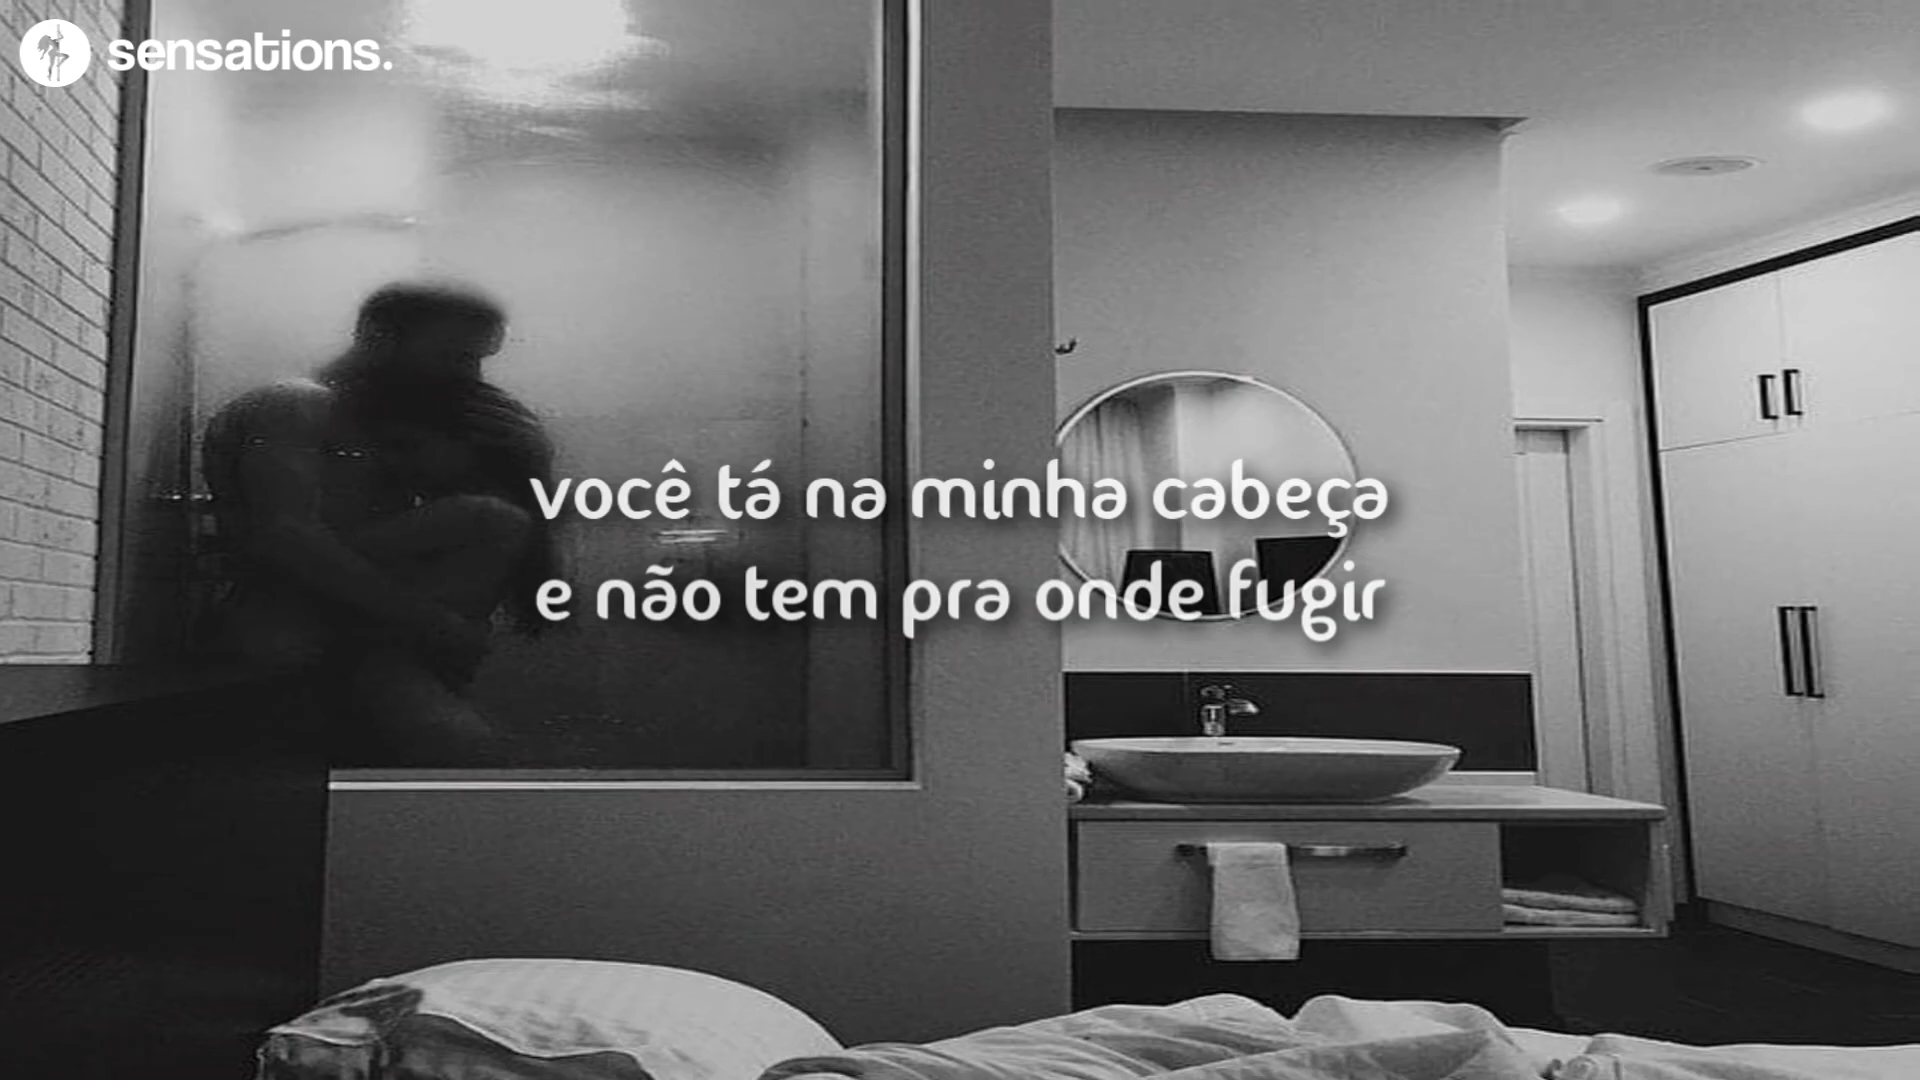 sensations.
você tá na minha cabeça
e não tem pra onde fugir